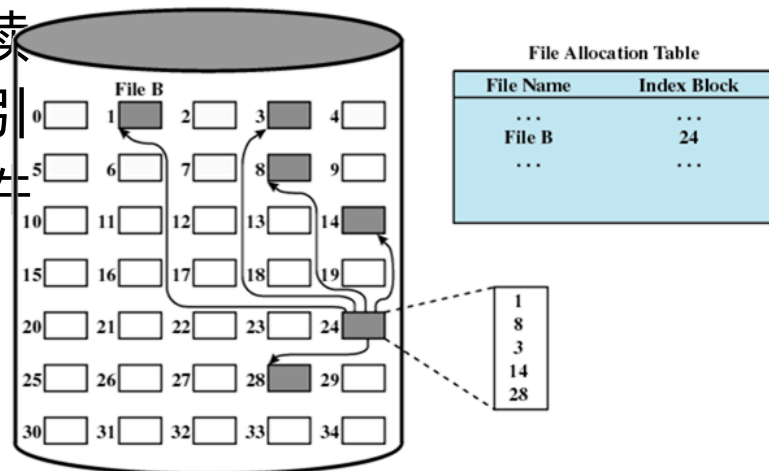 File B
0 1 2 3 4
5 6 7 8 9
10 11 12 13 14
15 16 17 18 19
20 21 22 23 24
25 26 27 28 29
30 31 32 33 34
File Allocation Table
File Name Index Block
... ...
File B 24
... ...
1
8
3
14
28